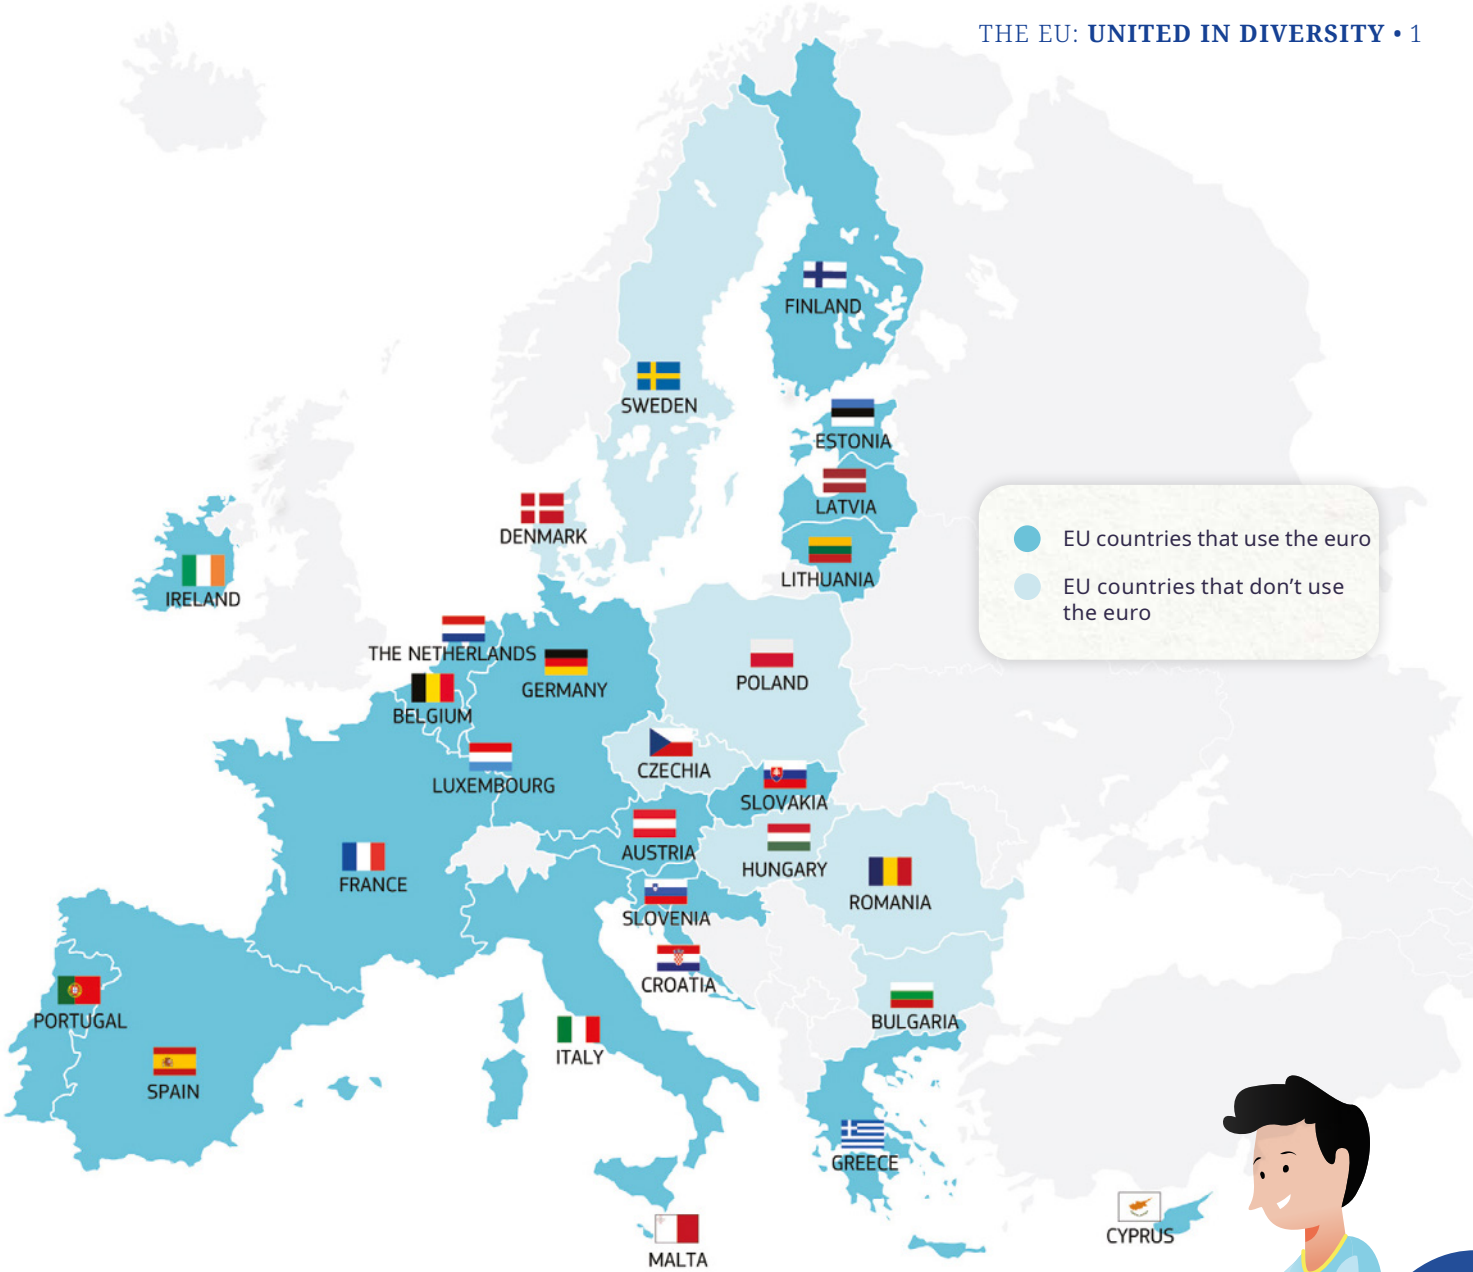 THE EU: UNITED IN DIVERSITY • 1
FINLAND
SWEDEN
ESTONIA
LATVIA
DENMARK
LITHUANIA
IRELAND
EU countries that use the euro
EU countries that don’t use
the euro
THE NETHERLANDS
GERMANY
POLAND
BELGIUM
CZECHIA
LUXEMBOURG
SLOVAKIA
AUSTRIA
HUNGARY
FRANCE
ROMANIA
SLOVENIA
CROATIA
PORTUGAL
BULGARIA
ITALY
SPAIN
GREECE
CYPRUS
MALTA